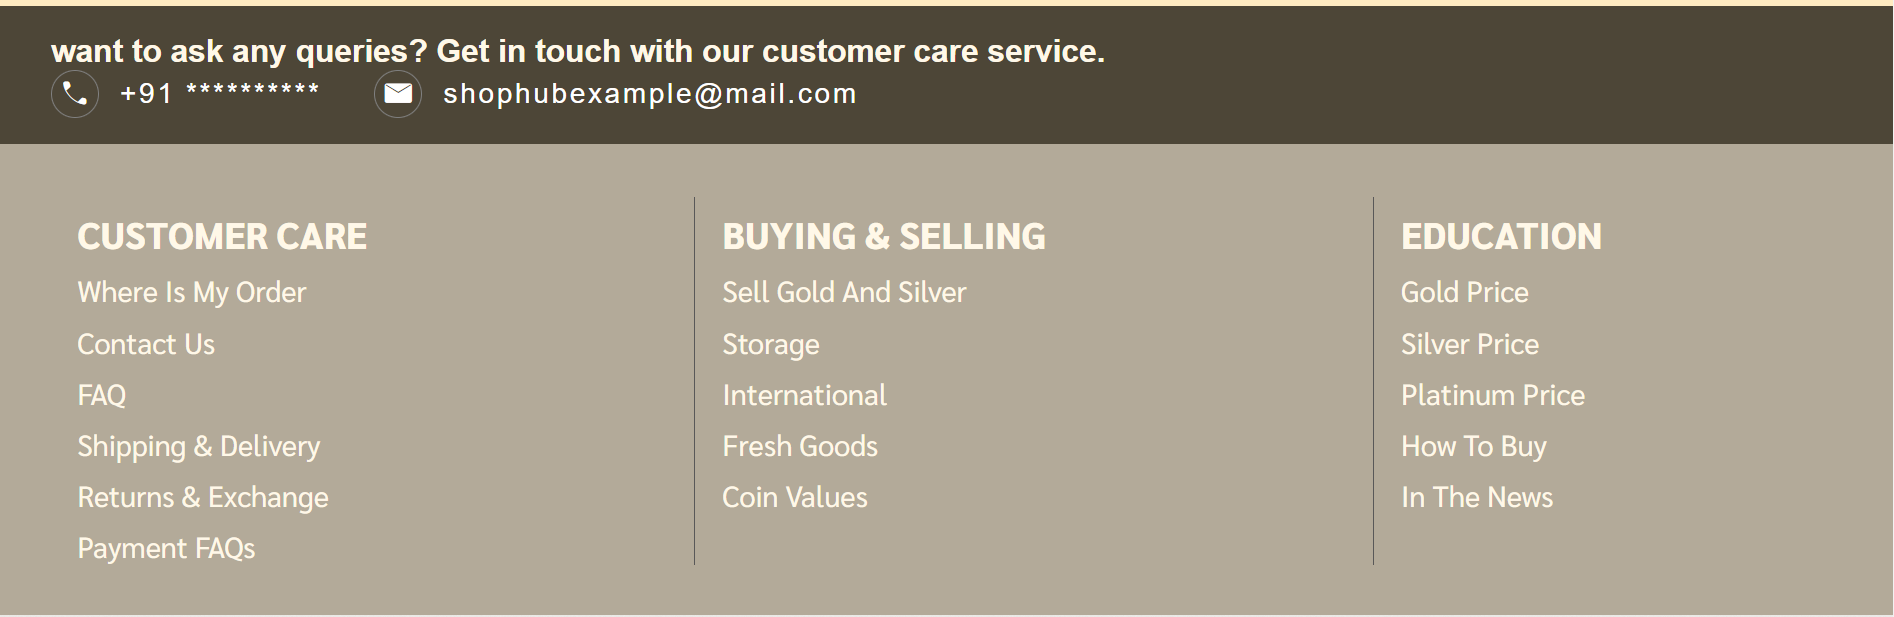 want to ask any queries? Get in touch with our customer care service.
+91 **********
shophubexample@mail.com
CUSTOMER CARE
Where Is My Order
Contact Us
FAQ
Shipping & Delivery
Returns & Exchange
Payment FAQs
BUYING & SELLING
Sell Gold And Silver
Storage
International
Fresh Goods
Coin Values
EDUCATION
Gold Price
Silver Price
Platinum Price
How To Buy
In The News